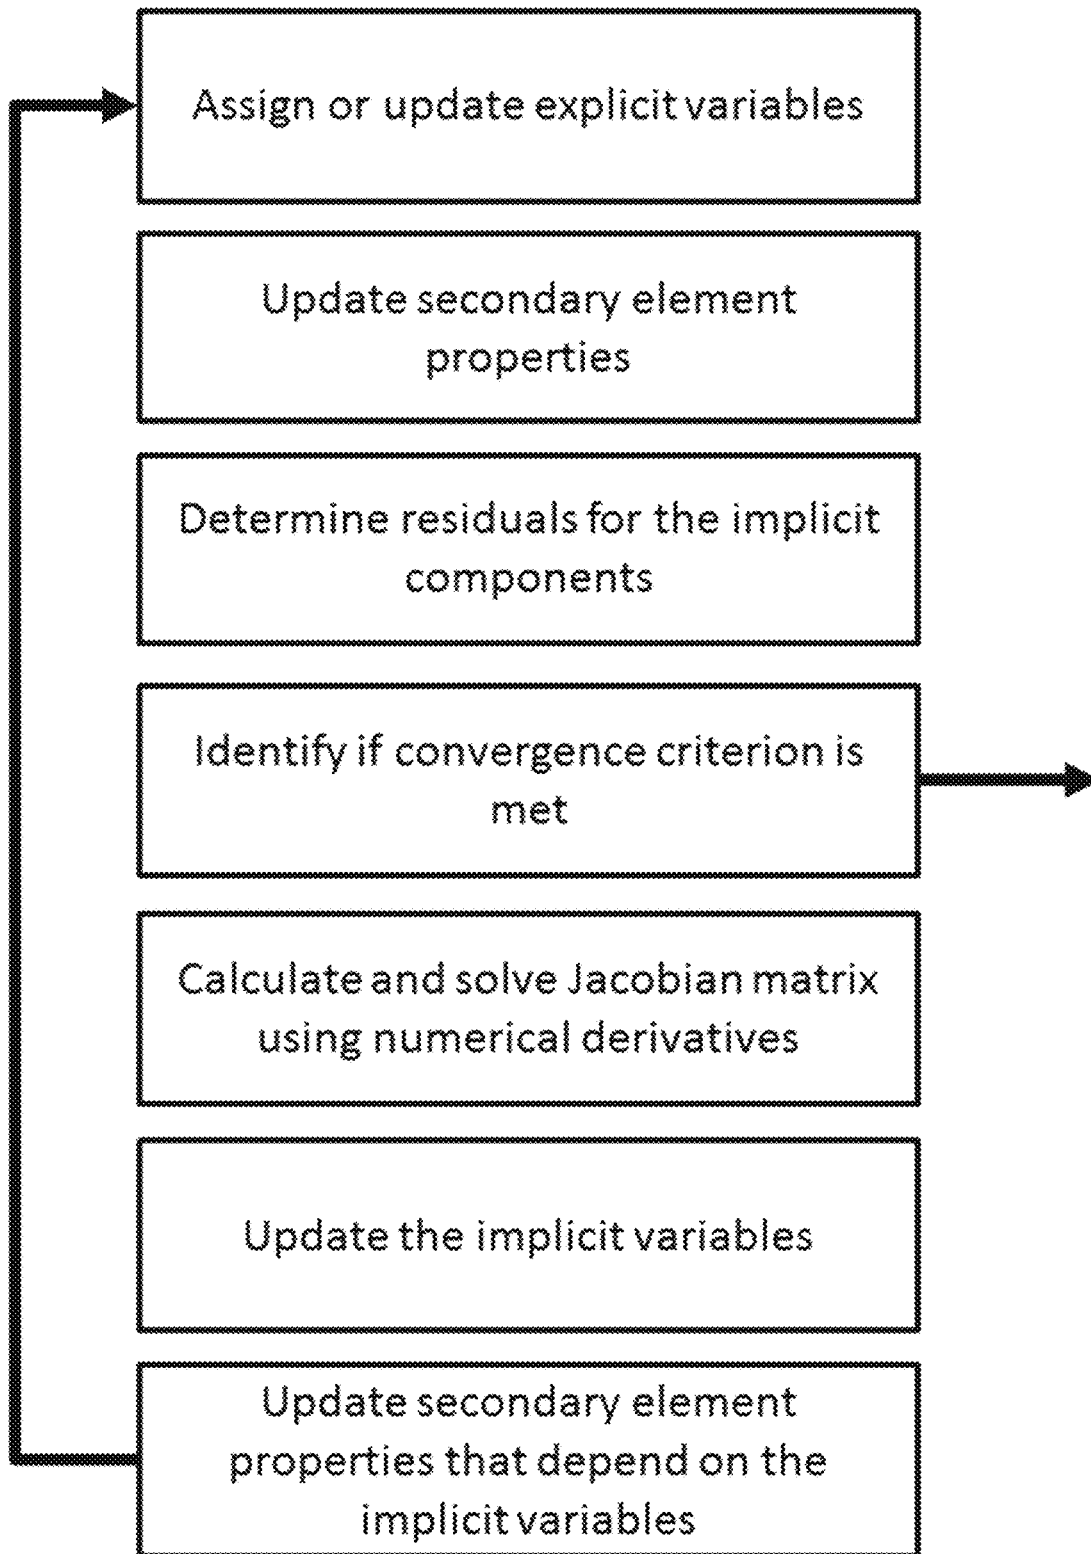 Assign or update explicit variables
Update secondary element
properties
Determine residuals for the implicit
components
Identify if convergence criterion is
met
Calculate and solve Jacobian matrix
using numerical derivatives
Update the implicit variables
Update secondary element
properties that depend on the
implicit variables